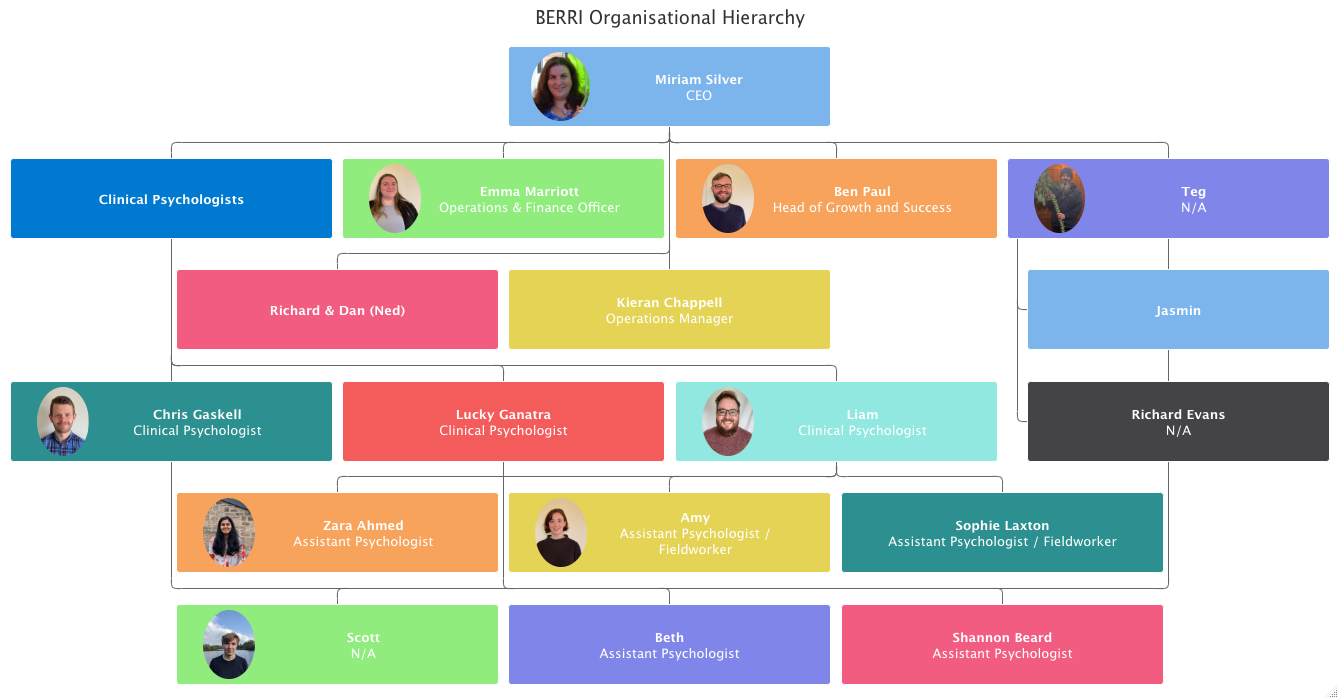 BERRI Organisational Hierarchy
Miriam Silver
CEO
Clinical Psychologists
Emma Marriott
Operations & Finance Officer
Ben Paul
Head of Growth and Success
Teg
N/A
Richard & Dan (Ned)
Kieran Chappell
Operations Manager
Jasmin
Chris Gaskell
Clinical Psychologist
Lucky Ganatra
Clinical Psychologist
Liam
Clinical Psychologist
Richard Evans
N/A
Zara Ahmed
Assistant Psychologist
Amy
Assistant Psychologist /
Fieldworker
Sophie Laxton
Assistant Psychologist / Fieldworker
Scott
N/A
Beth
Assistant Psychologist
Shannon Beard
Assistant Psychologist